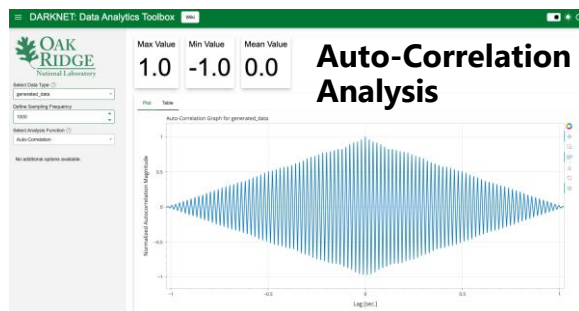 DARKNET: Data Analytics Toolbox
Wiki
OAK
RIDGE
National Laboratory
Select Data Type
generated_data
Define Sampling Frequency
1000
Select Analysis Function
Auto-Correlation
No additional options available.
Max Value
1.0
Min Value
-1.0
Mean Value
0.0
Auto-Correlation
Analysis
Plot
Table
Auto-Correlation Graph for generated_data
Normalized Autocorrelation Magnitude
1
0.5
0
−0.5
−1
−1
−0.5
0
0.5
1
Lag [sec.]